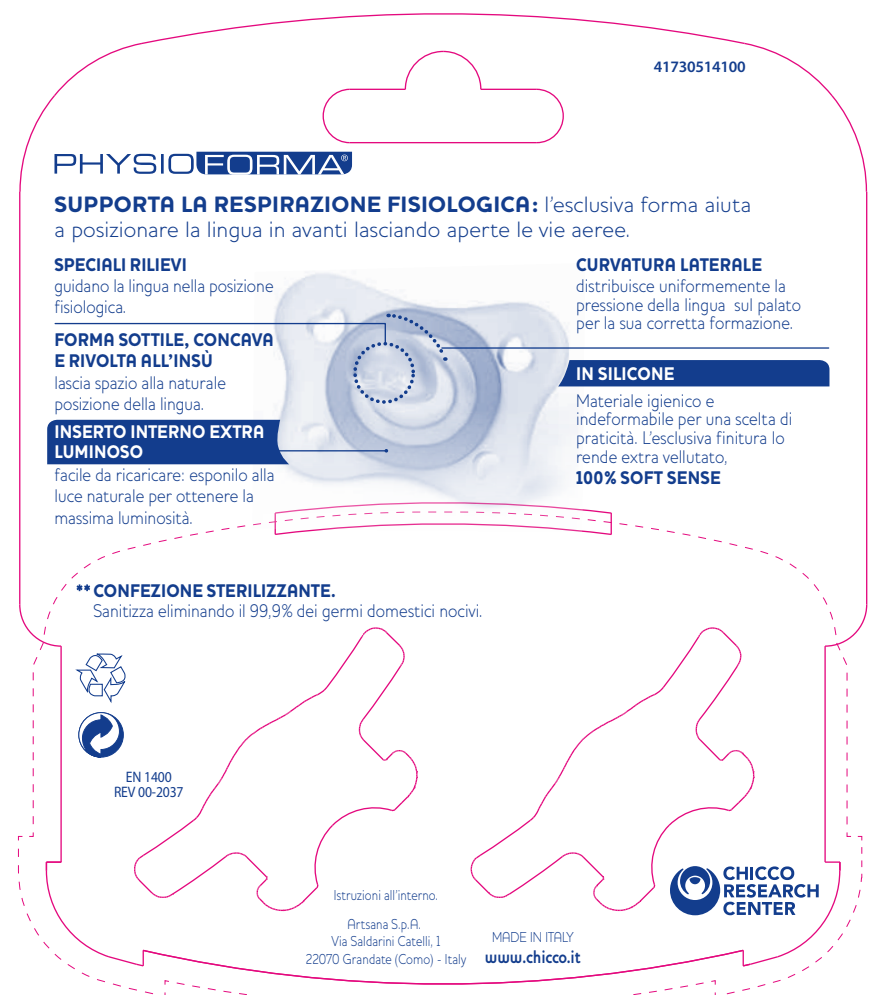 41730514100
PHYSIOFORMA®
SUPPORTA LA RESPIRAZIONE FISIOLOGICA: l'esclusiva forma aiuta
a posizionare la lingua in avanti lasciando aperte le vie aeree.
SPECIALI RILIEVI
guidano la lingua nella posizione
fisiologica.
FORMA SOTTILE, CONCAVA
E RIVOLTA ALL'INSÙ
lascia spazio alla naturale
posizione della lingua.
INSERTO INTERNO EXTRA
LUMINOSO
facile da ricaricare: esponilo alla
luce naturale per ottenere la
massima luminosità.
CURVATURA LATERALE
distribuisce uniformemente la
pressione della lingua sul palato
per la sua corretta formazione.
IN SILICONE
Materiale igienico e
indeformabile per una scelta di
praticità. L'esclusiva finitura lo
rende extra vellutato,
100% SOFT SENSE
** CONFEZIONE STERILIZZANTE.
Sanitizza eliminando il 99,9% dei germi domestici nocivi.
EN 1400
REV 00-2037
Istruzioni all'interno.
Artsana S.p.A.
Via Saldarini Catelli, 1
22070 Grandate (Como) - Italy
MADE IN ITALY
www.chicco.it
CHICCO
RESEARCH
CENTER